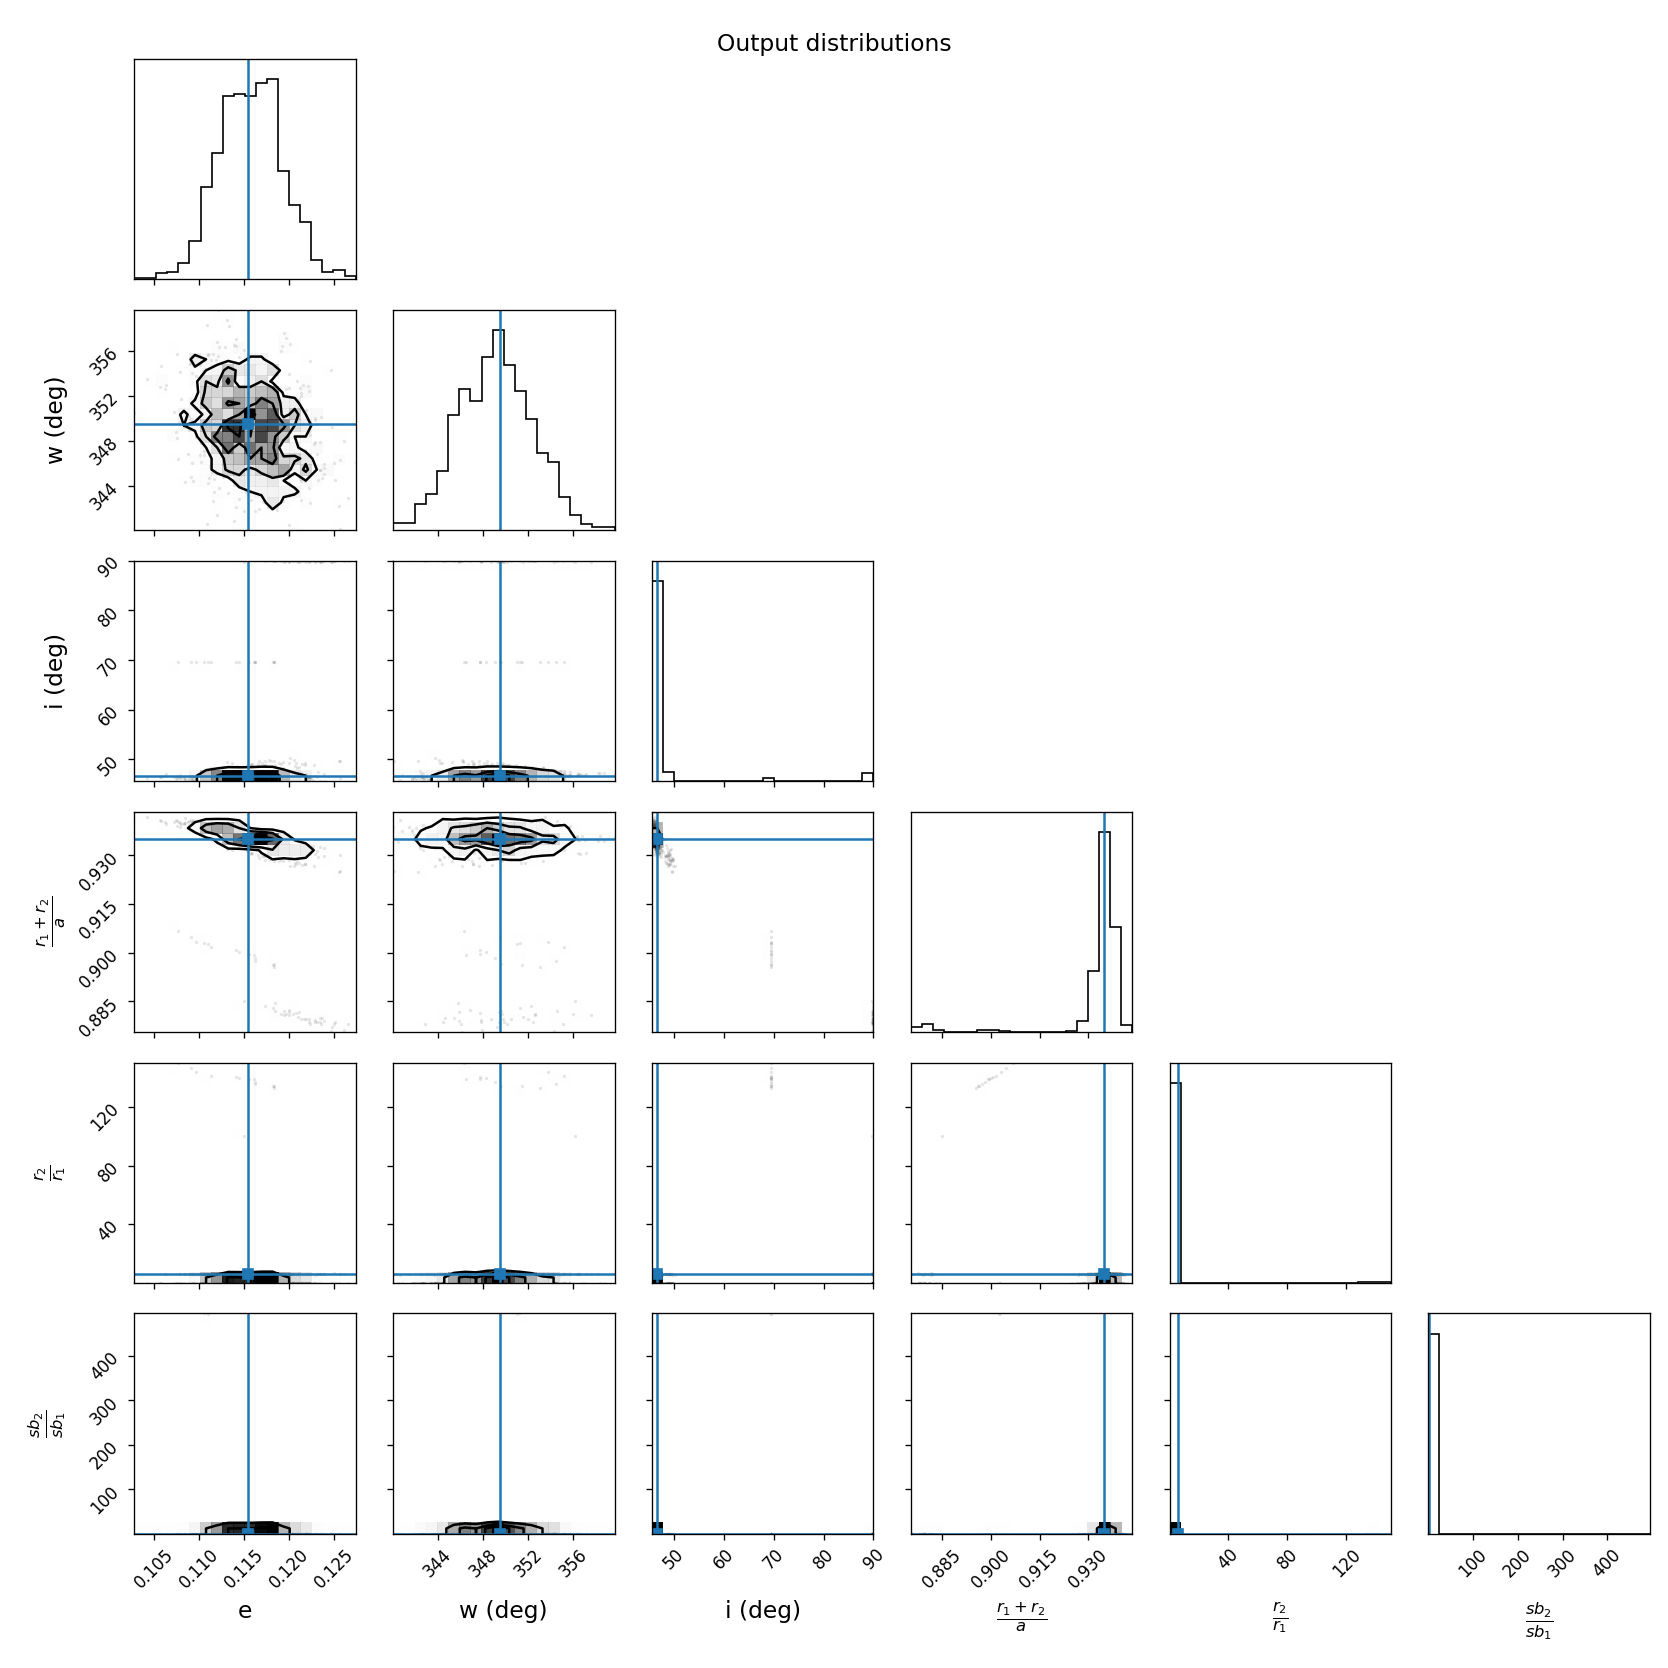 Output distributions
w (deg)
356
352
348
344
i (deg)
90
80
70
60
50
r₁ + r₂
a
0.930
0.915
0.900
0.885
r₂
r₁
120
80
40
sb₂
sb₁
400
300
200
100
0.105 0.110 0.115 0.120 0.125
344 348 352 356
50 60 70 80 90
0.885 0.900 0.915 0.930
40 80 120
100 200 300 400
e
w (deg)
i (deg)
r₁ + r₂
a
r₂
r₁
sb₂
sb₁